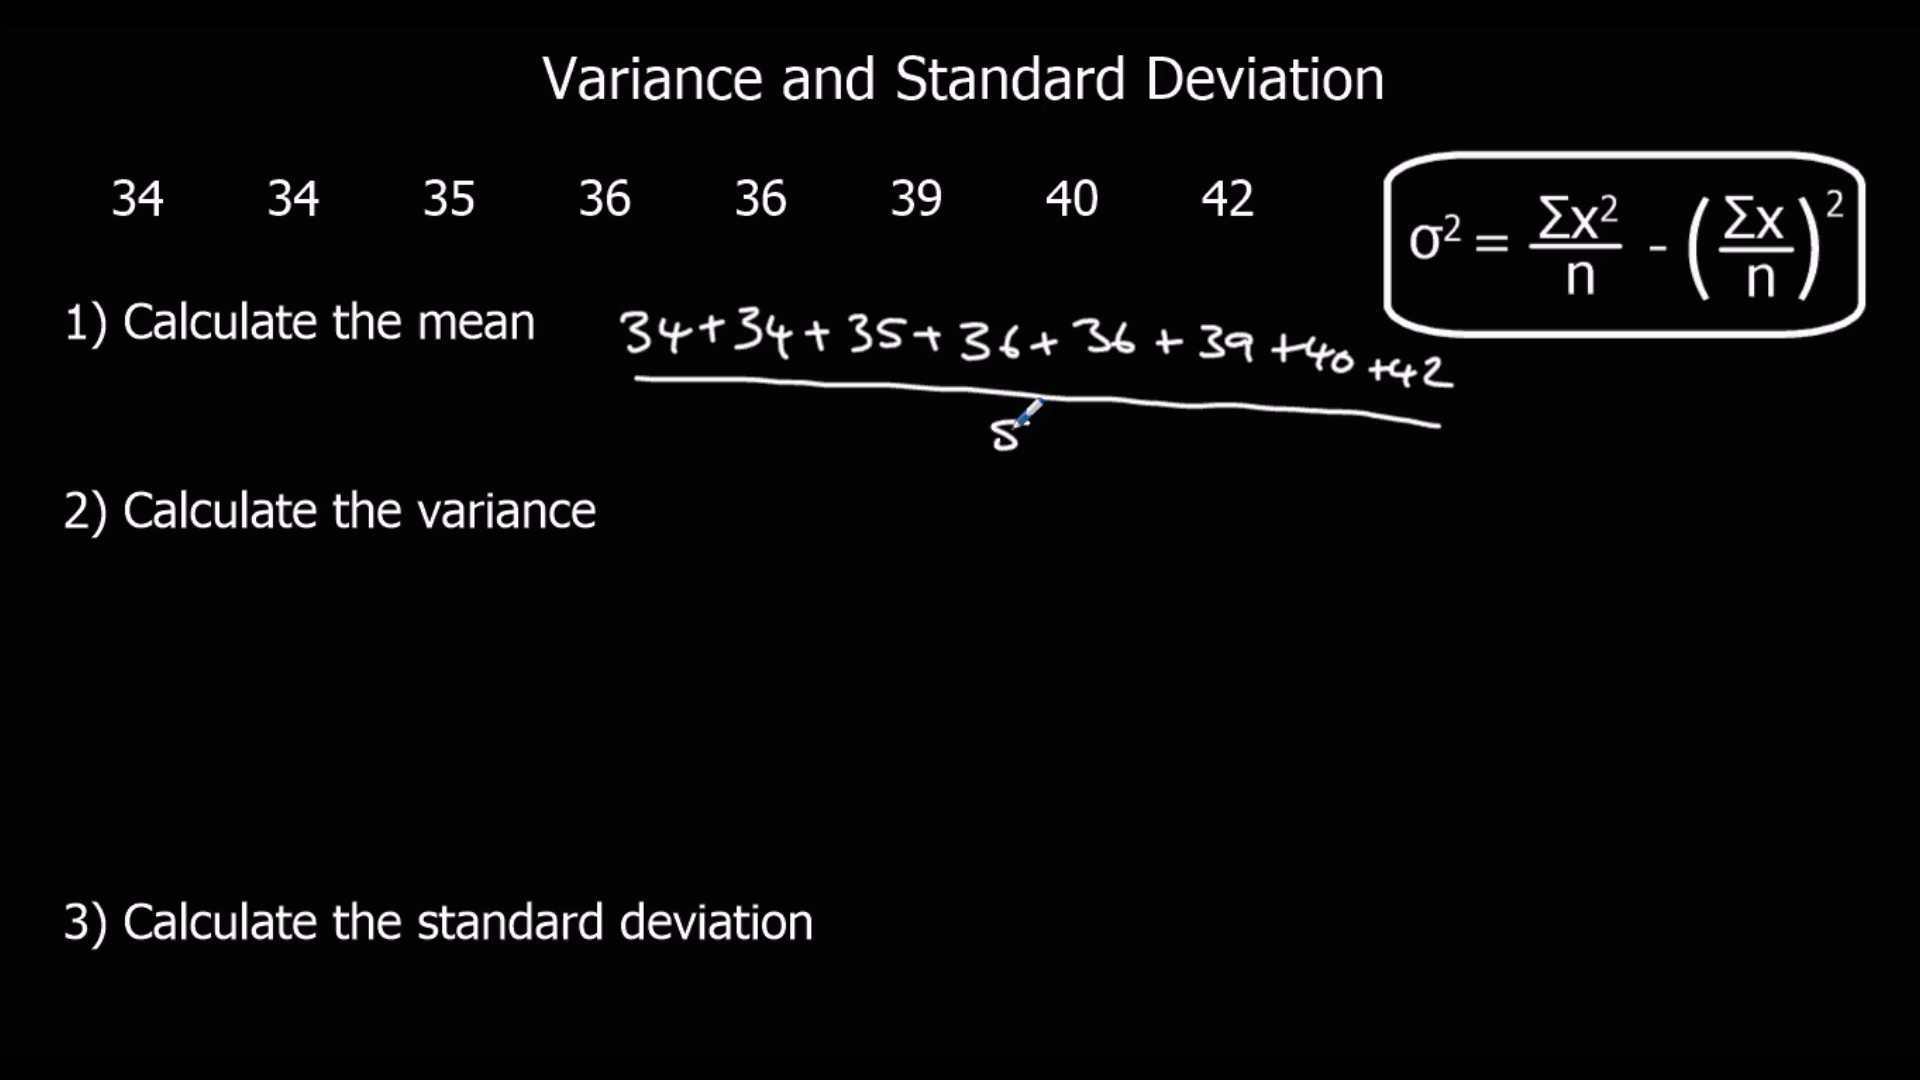 Variance and Standard Deviation
34 34 35 36 36 39 40 42
σ² = Σx²/n - (Σx/n)²
1) Calculate the mean 34+34+35+36+36+39+40+42
2) Calculate the variance
3) Calculate the standard deviation